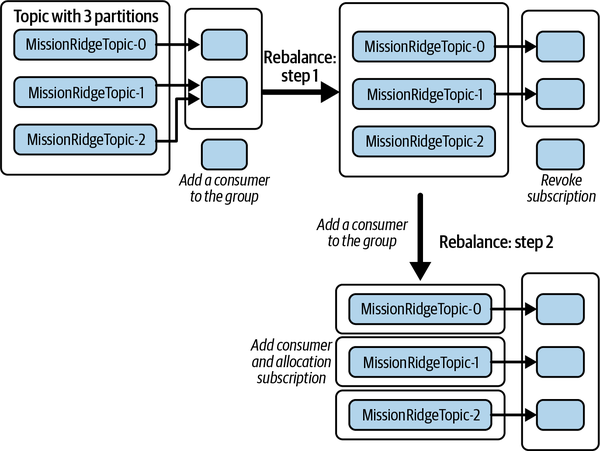 Topic with 3 partitions
MissionRidgeTopic-0
MissionRidgeTopic-1
MissionRidgeTopic-2
Add a consumer
to the group
Rebalance:
step 1
MissionRidgeTopic-0
MissionRidgeTopic-1
MissionRidgeTopic-2
Revoke
subscription
Add a consumer
to the group
Rebalance: step 2
Add consumer
and allocation
subscription
MissionRidgeTopic-0
MissionRidgeTopic-1
MissionRidgeTopic-2